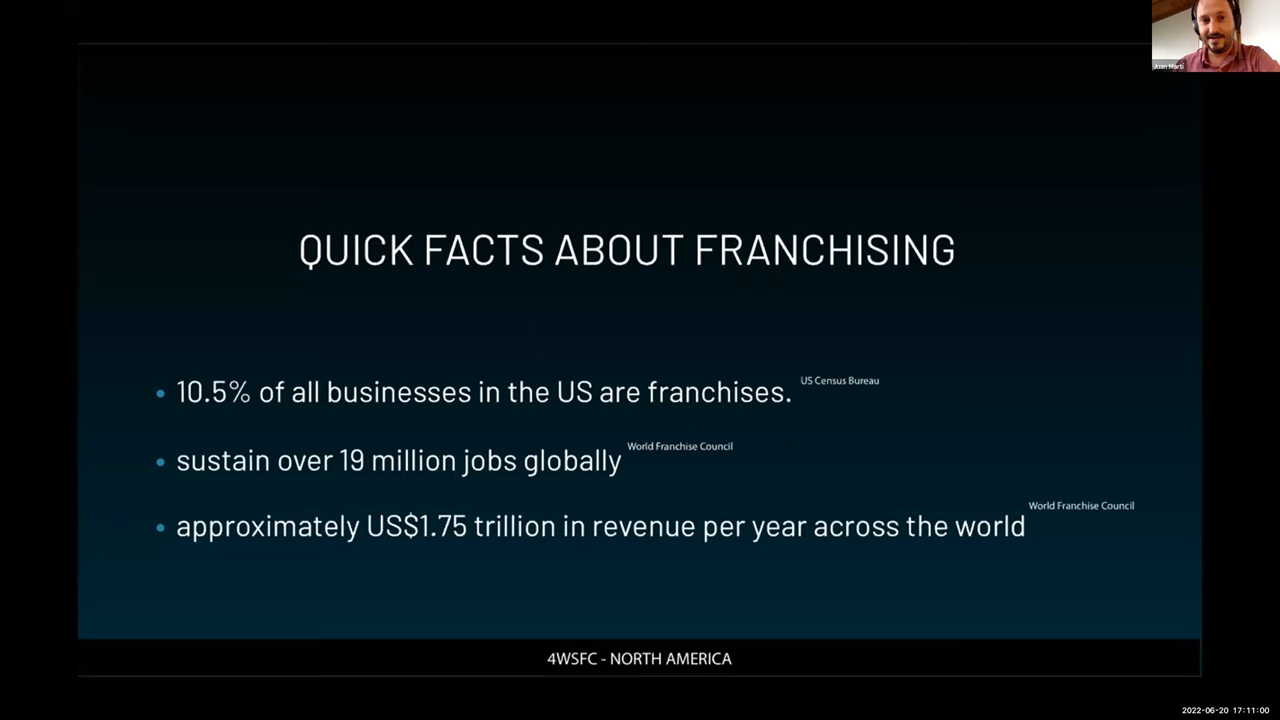 Juan Martí
QUICK FACTS ABOUT FRANCHISING
• 10.5% of all businesses in the US are franchises. US Census Bureau
• sustain over 19 million jobs globally World Franchise Council
• approximately US$1.75 trillion in revenue per year across the world World Franchise Council
4WSFC - NORTH AMERICA
2022-06-20 17:11:00